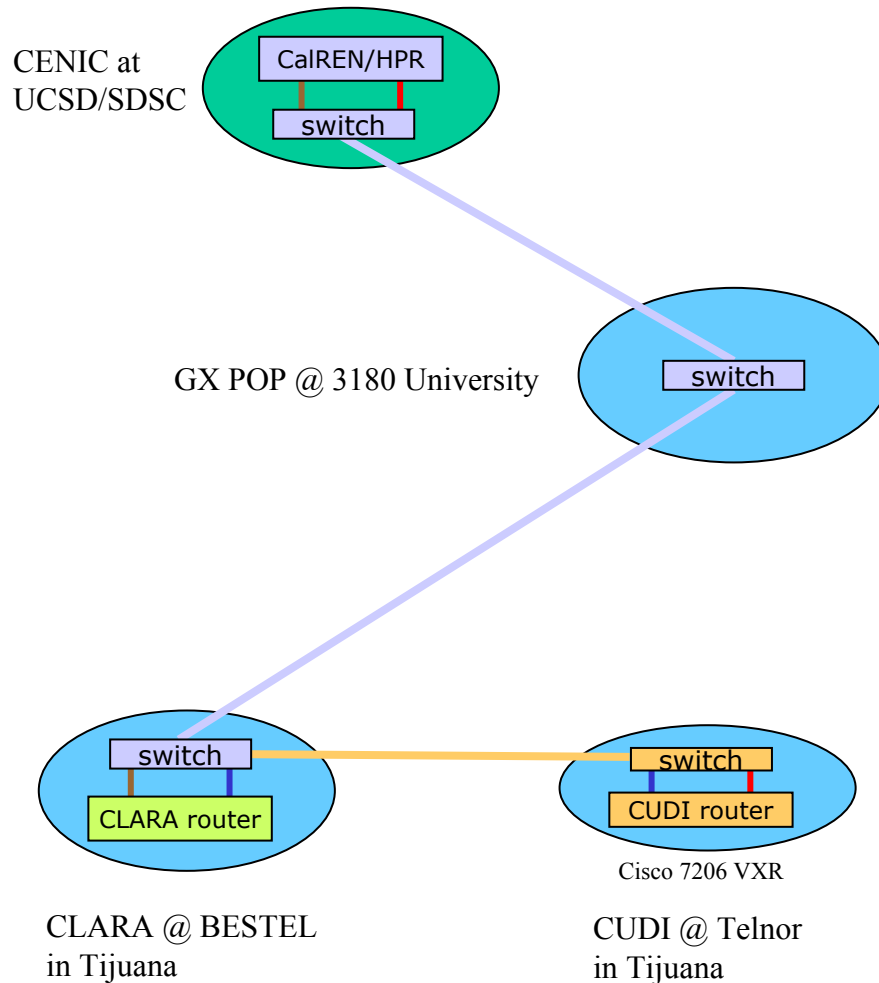 CENIC at
UCSD/SDSC
CalREN/HPR
switch
GX POP @ 3180 University
switch
switch
CLARA router
switch
CUDI router
Cisco 7206 VXR
CLARA @ BESTEL
in Tijuana
CUDI @ Telnor
in Tijuana